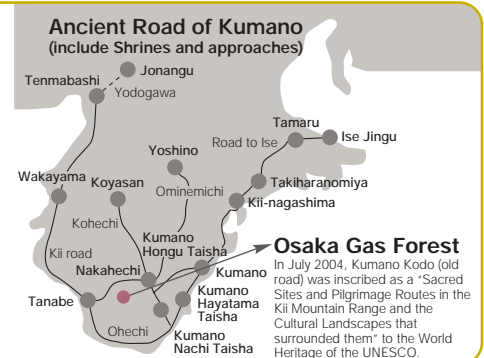 Ancient Road of Kumano
(include Shrines and approaches)
Jonangu
Tenmabashi
Yodogawa
Tamaru
Ise Jingu
Road to Ise
Yoshino
Wakayama
Koyasan
Ominemichi
Takiharanomiya
Kii-nagashima
Kohechi
Kii road
Kumano
Hongu Taisha
Nakahechi
Kumano
Tanabe
Kumano
Hayatama
Taisha
Ohechi
Kumano
Nachi Taisha
Osaka Gas Forest
In July 2004, Kumano Kodo (old
road) was inscribed as a "Sacred
Sites and Pilgrimage Routes in the
Kii Mountain Range and the
Cultural Landscapes that
surrounded them" to the World
Heritage of the UNESCO.